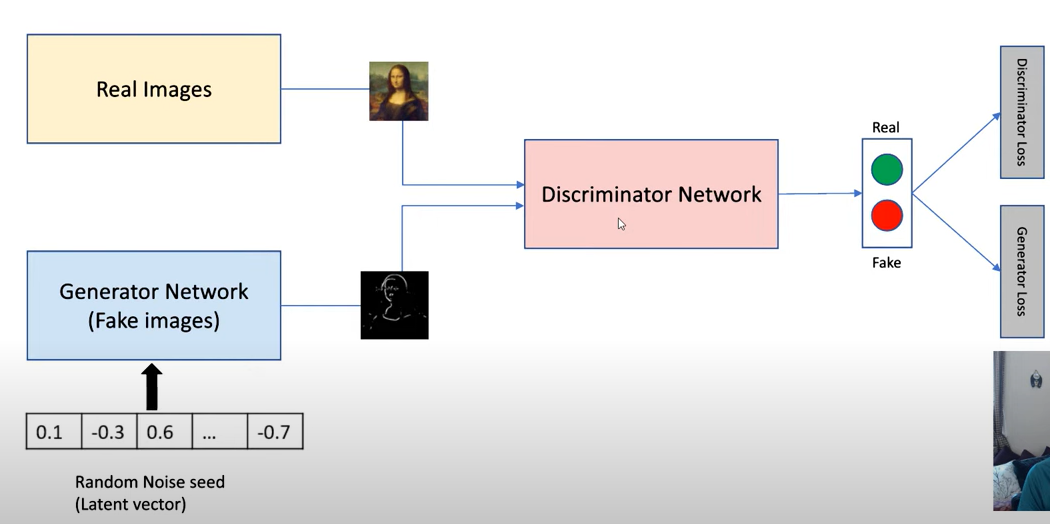 Real Images
Generator Network
(Fake images)
0.1 -0.3 0.6 ... -0.7
Random Noise seed
(Latent vector)
Discriminator Network
Real
Fake
Discriminator Loss
Generator Loss